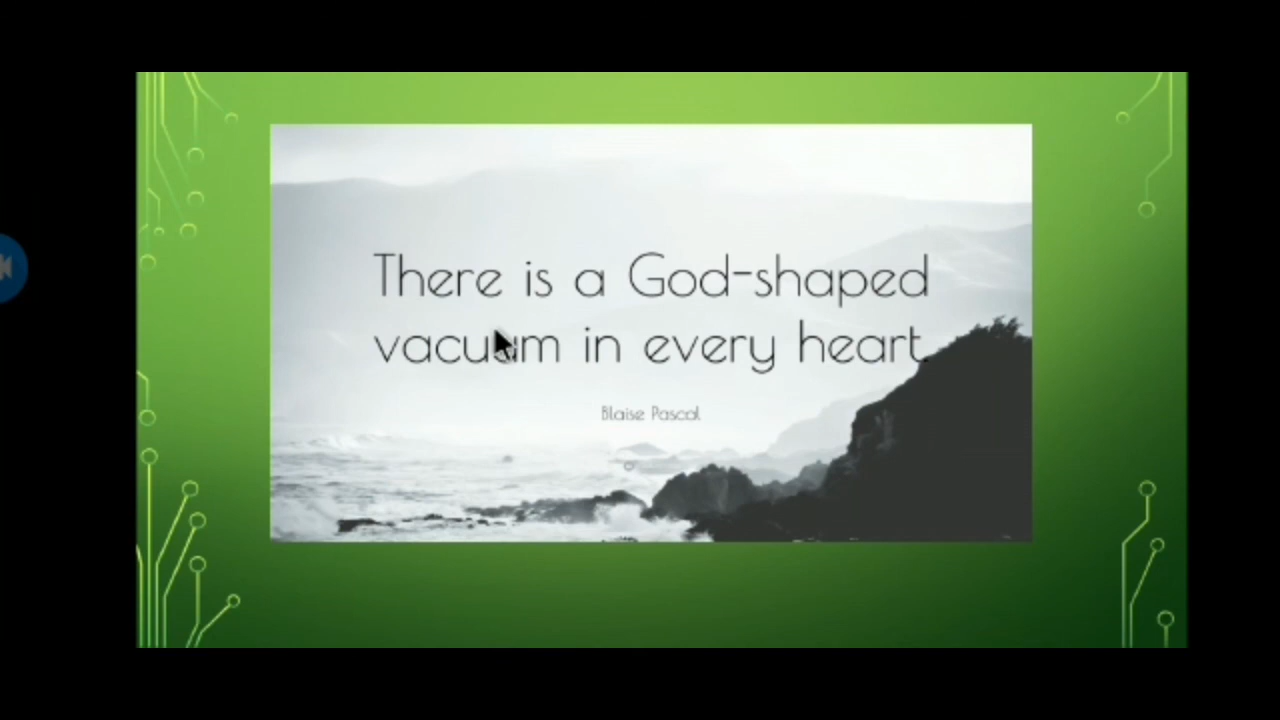 There is a God-shaped
vacuum in every heart.
Blaise Pascal